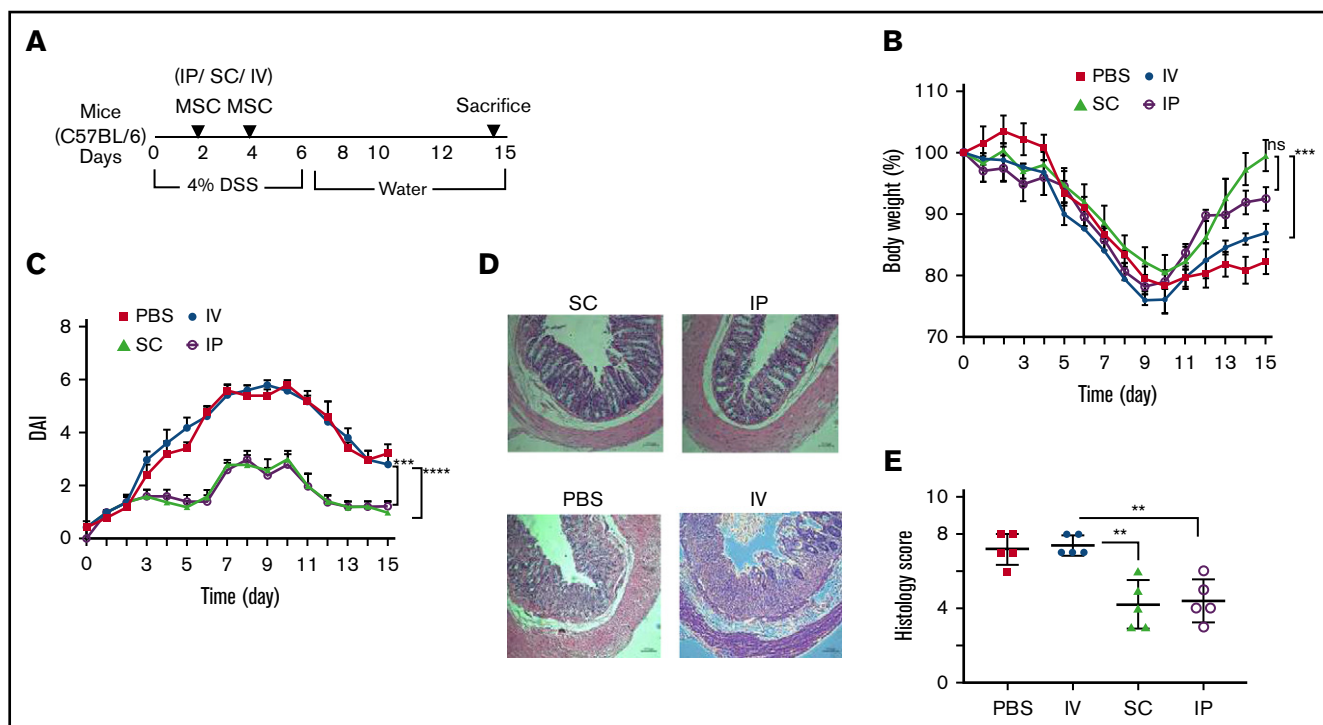 A
(IP/ SC/ IV)
MSC MSC
Sacrifice
Mice
(C57BL/6)
Days
0 2 4 6 8 10 12 15
4% DSS
Water
B
PBS IV
SC IP
110
100
90
80
70
Body weight (%)
ns
***
0 3 5 7 9 11 13 15
Time (day)
C
PBS IV
SC IP
8
6
4
2
0
DAI
***
****
0 3 5 7 9 11 13 15
Time (day)
D
SC IP
PBS IV
E
12
8
4
0
Histology score
**
**
PBS IV SC IP